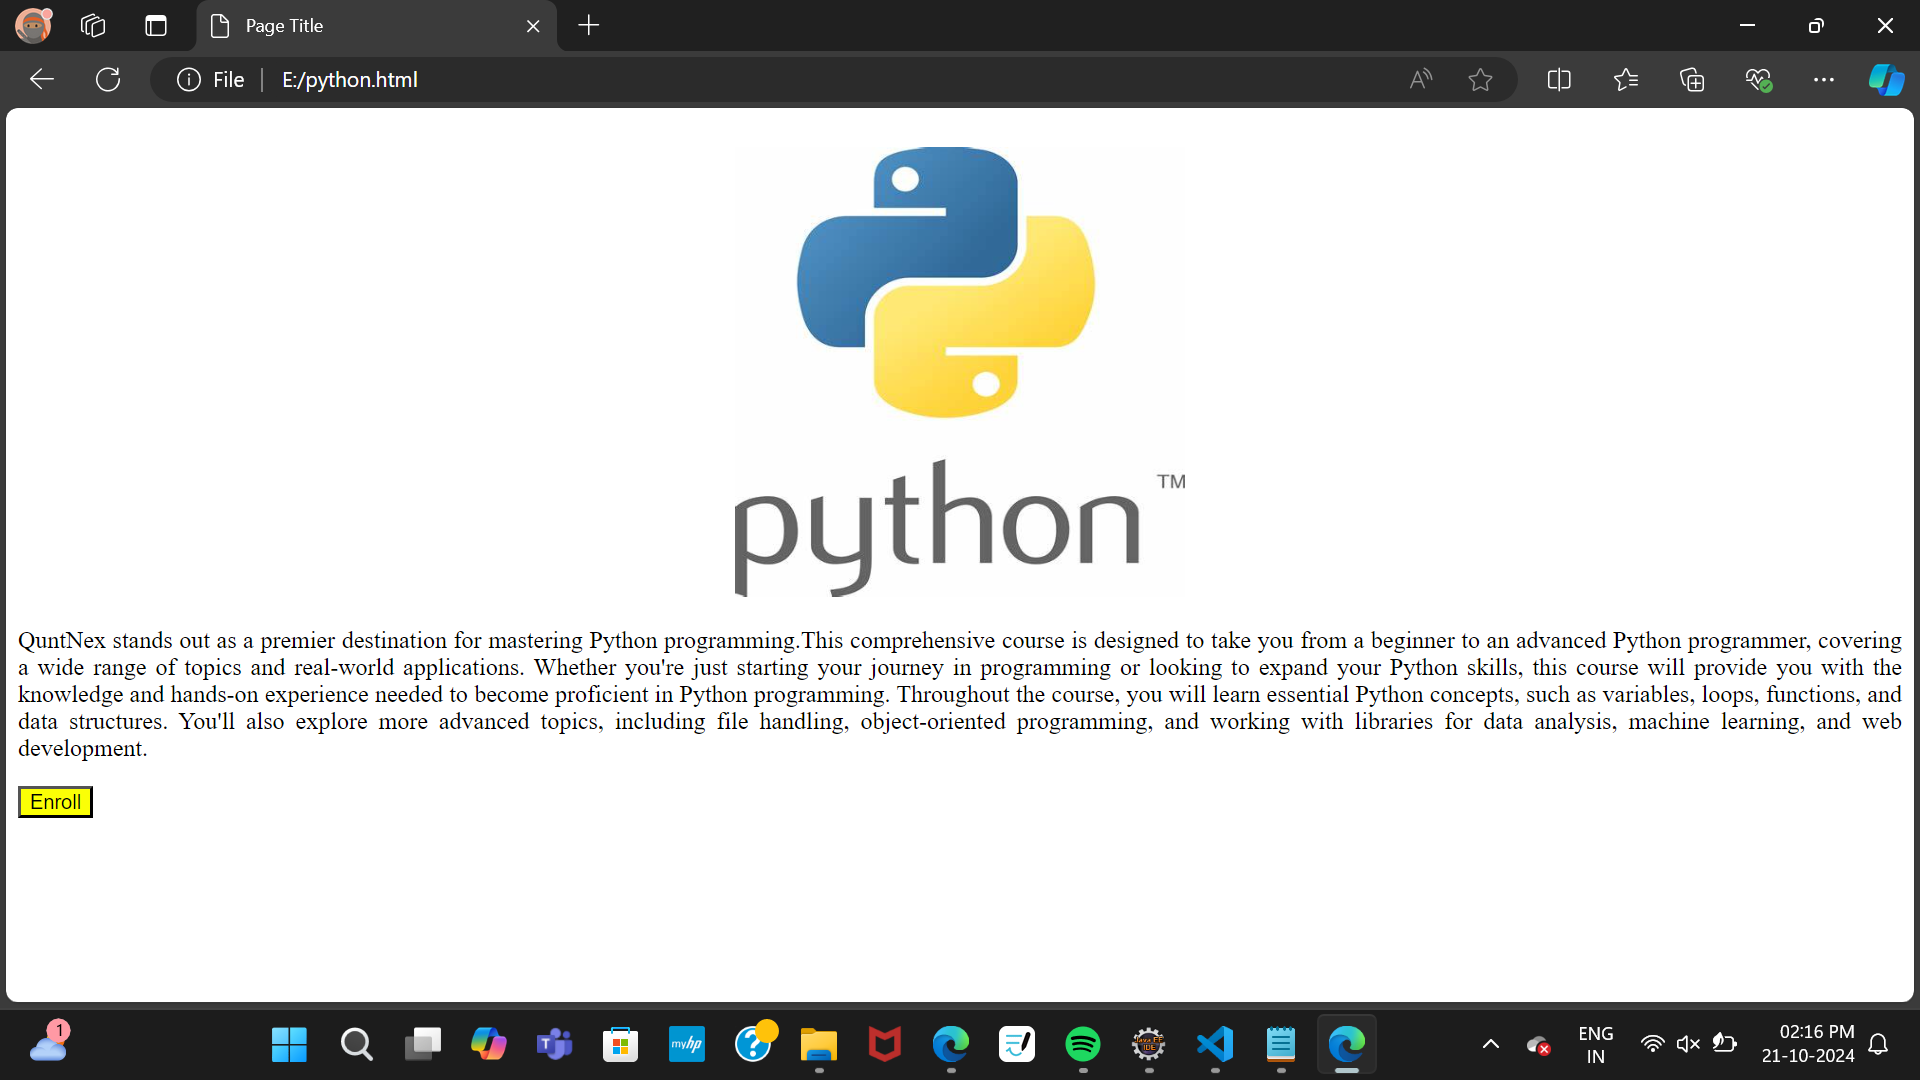 Page Title
File
E:/python.html
python TM
QuntNex stands out as a premier destination for mastering Python programming.This comprehensive course is designed to take you from a beginner to an advanced Python programmer, covering
a wide range of topics and real-world applications. Whether you're just starting your journey in programming or looking to expand your Python skills, this course will provide you with the
knowledge and hands-on experience needed to become proficient in Python programming. Throughout the course, you will learn essential Python concepts, such as variables, loops, functions, and
data structures. You'll also explore more advanced topics, including file handling, object-oriented programming, and working with libraries for data analysis, machine learning, and web
development.
Enroll
1
myhp
Java EE
IDE
ENG
IN
02:16 PM
21-10-2024